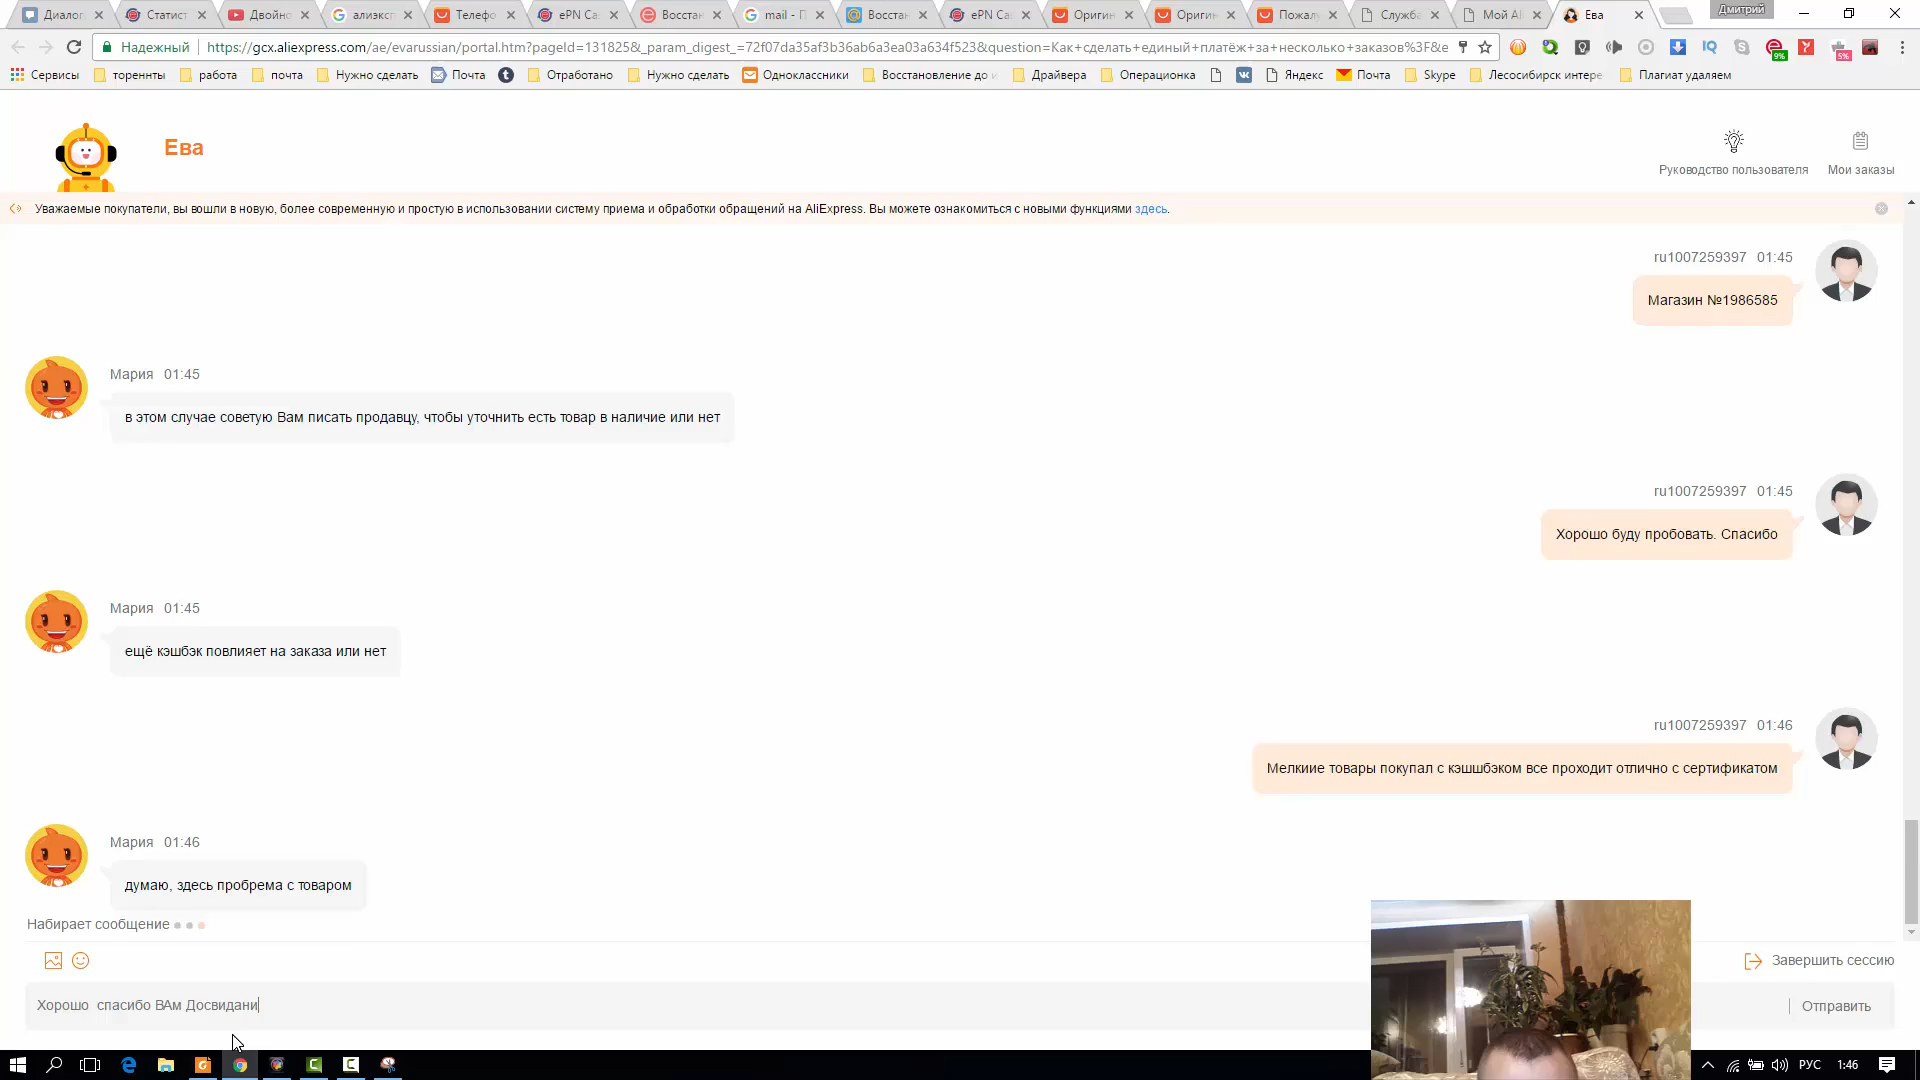 Диалог
Статист
Двойно
алиэксп
Телефо
ePN Ca
Восстан
mail - П
Восстан
ePN Ca
Оригин
Оригин
Пожалу
Служба
Мой Al
Ева
Дмитрий
Надежный
https://gcx.aliexpress.com/ae/evarussian/portal.htm?pageId=131825&_param_digest_=72f07da35af3b36ab6a3ea03a634f523&question=Как+сделать+единый+платёж+за+несколько+заказов%3F&e
Сервисы
торенты
работа
почта
Нужно сделать
Почта
Отработано
Нужно сделать
Одноклассники
Восстановление до и
Драйвера
Операционка
Яндекс
Почта
Skype
Лесосибирск интере
Плагиат удаляем
Ева
Руководство пользователя
Мои заказы
Уважаемые покупатели, вы вошли в новую, более современную и простую в использовании систему приема и обработки обращений на AliExpress. Вы можете ознакомиться с новыми функциями здесь.
ru1007259397 01:45
Магазин №1986585
Мария 01:45
в этом случае советую Вам писать продавцу, чтобы уточнить есть товар в наличие или нет
ru1007259397 01:45
Хорошо буду пробовать. Спасибо
Мария 01:45
ещё кэшбэк повлияет на заказа или нет
ru1007259397 01:46
Мелкиие товары покупал с кэшшбэком все проходит отлично с сертификатом
Мария 01:46
думаю, здесь пробрема с товаром
Набирает сообщение
Завершить сессию
Хорошо спасибо ВАм Досвидани
Отправить
РУС
1:46